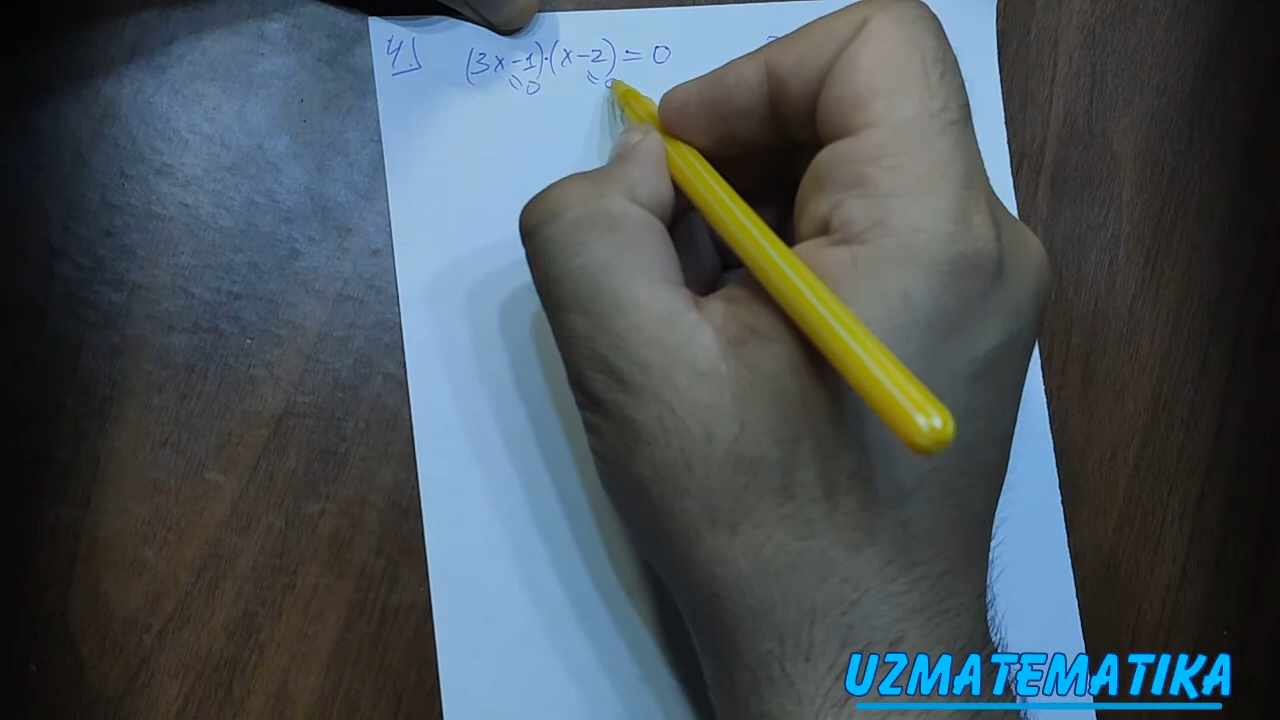 4.) (3x-1)·(x-2)=0
=0 =0
UZMATEMATIKA